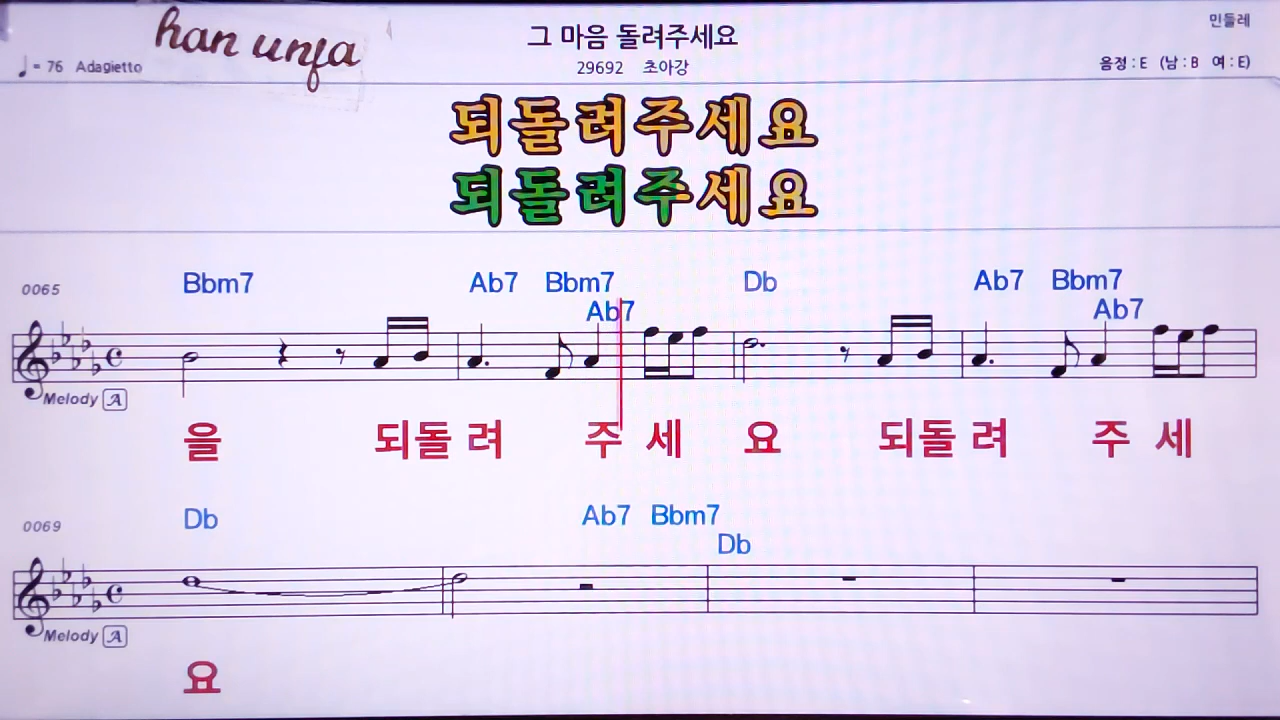 han unfa
그 마음 돌려주세요
민들레
♩= 76 Adagietto
29692 초아강
음정 : E (남 : B 여 : E)
되돌려주세요
되돌려주세요
0065
Bbm7 Ab7 Bbm7 Db Ab7 Bbm7
Ab7 Ab7
Melody A
을 되돌 려 주 세 요 되돌 려 주 세
0069
Db Ab7 Bbm7
Db
Melody A
요